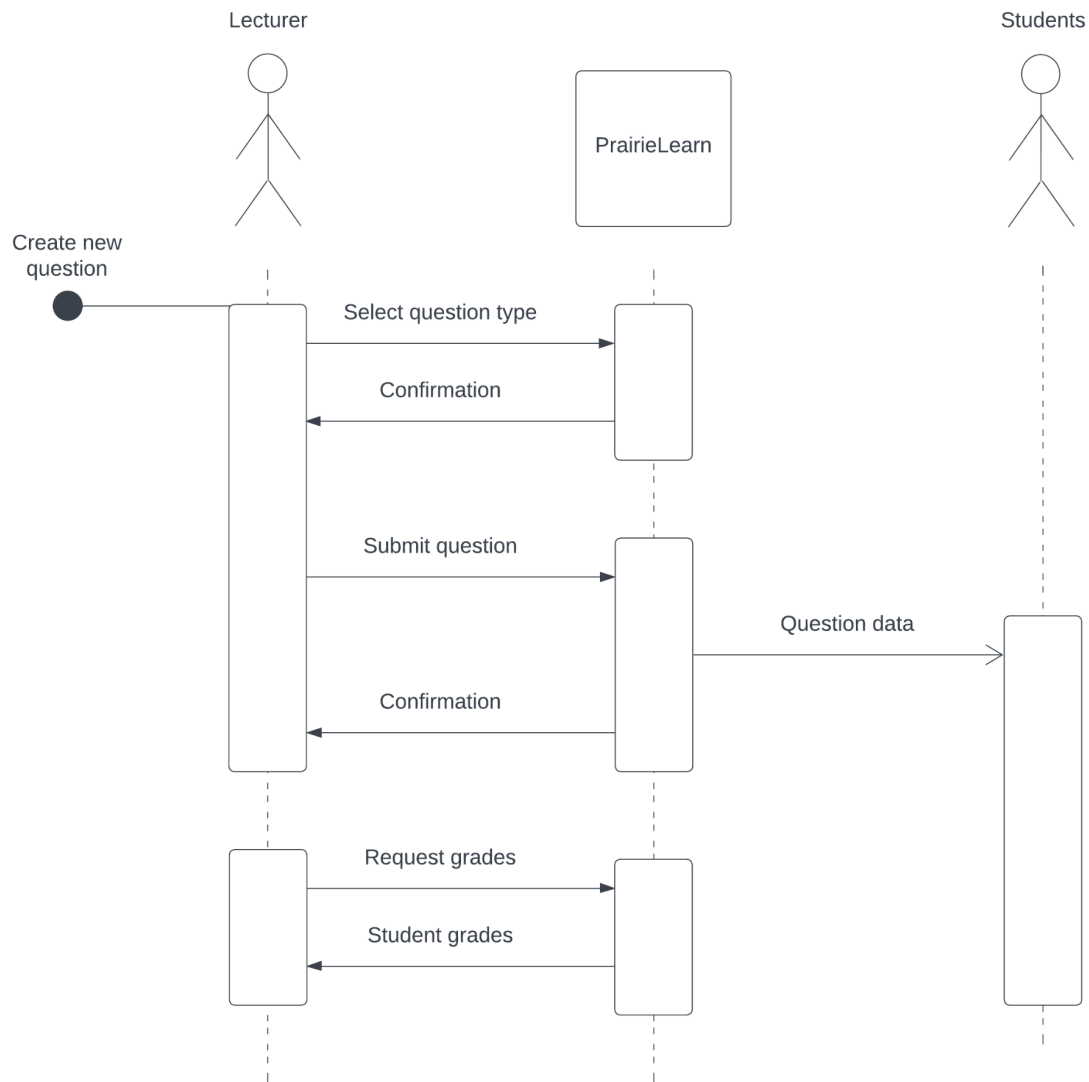 Lecturer
Students
PrairieLearn
Create new
question
Select question type
Confirmation
Submit question
Question data
Confirmation
Request grades
Student grades